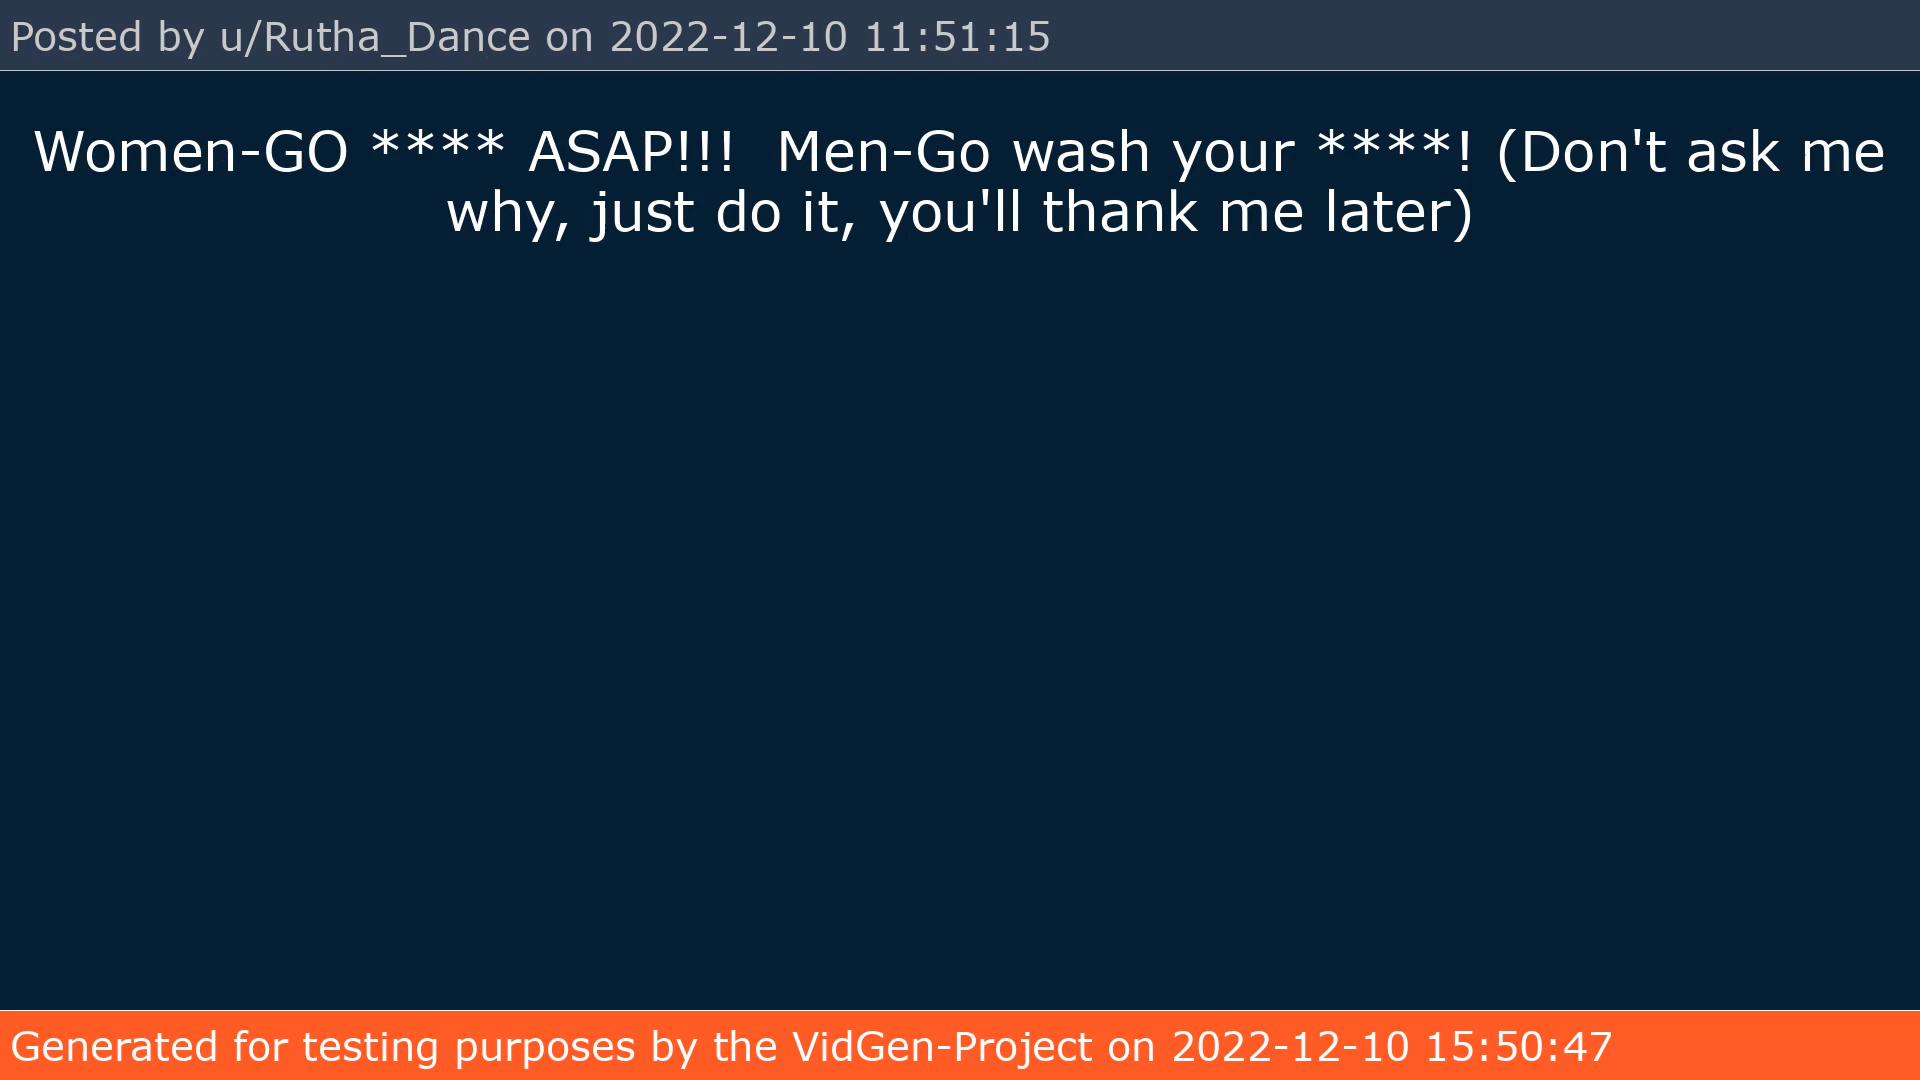 Posted by u/Rutha_Dance on 2022-12-10 11:51:15
Women-GO **** ASAP!!!  Men-Go wash your ****! (Don't ask me
why, just do it, you'll thank me later)
Generated for testing purposes by the VidGen-Project on 2022-12-10 15:50:47